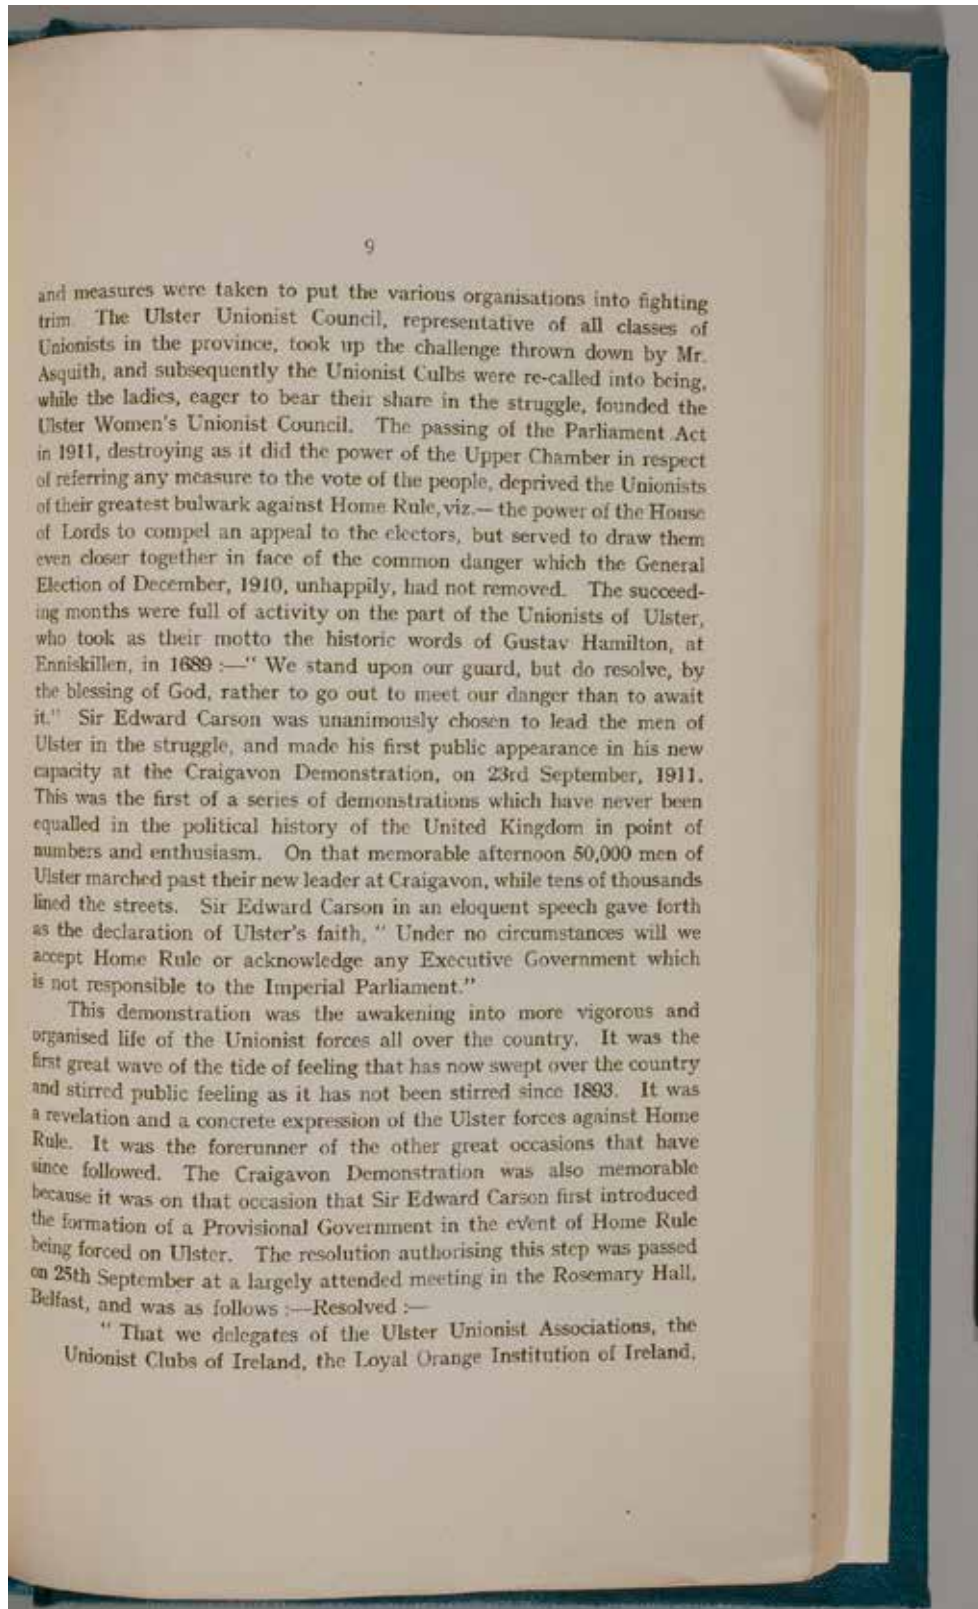 9
and measures were taken to put the various organisations into fighting
trim. The Ulster Unionist Council, representative of all classes of
Unionists in the province, took up the challenge thrown down by Mr.
Asquith, and subsequently the Unionist Culbs were re-called into being,
while the ladies, eager to bear their share in the struggle, founded the
Ulster Women's Unionist Council. The passing of the Parliament Act
in 1911, destroying as it did the power of the Upper Chamber in respect
of referring any measure to the vote of the people, deprived the Unionists
of their greatest bulwark against Home Rule, viz.— the power of the House
of Lords to compel an appeal to the electors, but served to draw them
even closer together in face of the common danger which the General
Election of December, 1910, unhappily, had not removed. The succeed-
ing months were full of activity on the part of the Unionists of Ulster,
who took as their motto the historic words of Gustav Hamilton, at
Enniskillen, in 1689 :—" We stand upon our guard, but do resolve, by
the blessing of God, rather to go out to meet our danger than to await
it." Sir Edward Carson was unanimously chosen to lead the men of
Ulster in the struggle, and made his first public appearance in his new
capacity at the Craigavon Demonstration, on 23rd September, 1911.
This was the first of a series of demonstrations which have never been
equalled in the political history of the United Kingdom in point of
numbers and enthusiasm. On that memorable afternoon 50,000 men of
Ulster marched past their new leader at Craigavon, while tens of thousands
lined the streets. Sir Edward Carson in an eloquent speech gave forth
as the declaration of Ulster's faith, " Under no circumstances will we
accept Home Rule or acknowledge any Executive Government which
is not responsible to the Imperial Parliament."
This demonstration was the awakening into more vigorous and
organised life of the Unionist forces all over the country. It was the
first great wave of the tide of feeling that has now swept over the country
and stirred public feeling as it has not been stirred since 1893. It was
a revelation and a concrete expression of the Ulster forces against Home
Rule. It was the forerunner of the other great occasions that have
since followed. The Craigavon Demonstration was also memorable
because it was on that occasion that Sir Edward Carson first introduced
the formation of a Provisional Government in the event of Home Rule
being forced on Ulster. The resolution authorising this step was passed
on 25th September at a largely attended meeting in the Rosemary Hall,
Belfast, and was as follows :—Resolved :—
" That we delegates of the Ulster Unionist Associations, the
Unionist Clubs of Ireland, the Loyal Orange Institution of Ireland,